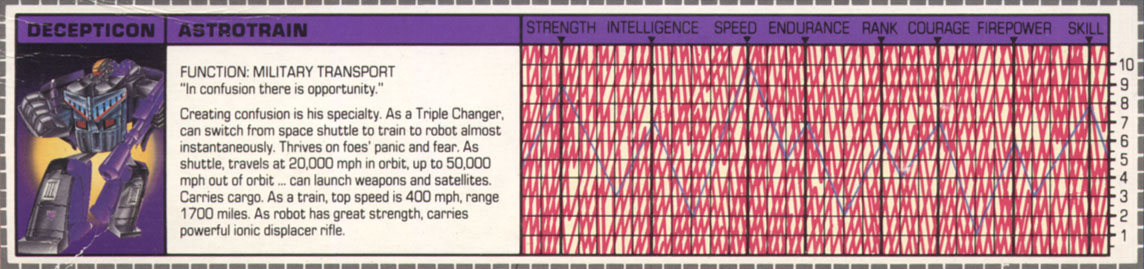 DECEPTICON
ASTROTRAIN
FUNCTION: MILITARY TRANSPORT
"In confusion there is opportunity."
Creating confusion is his specialty. As a Triple Changer,
can switch from space shuttle to train to robot almost
instantaneously. Thrives on foes' panic and fear. As
shuttle, travels at 20,000 mph in orbit, up to 50,000
mph out of orbit ... can launch weapons and satellites.
Carries cargo. As a train, top speed is 400 mph, range
1700 miles. As robot has great strength, carries
powerful ionic displacer rifle.
STRENGTH INTELLIGENCE SPEED ENDURANCE RANK COURAGE FIREPOWER SKILL
10
9
8
7
6
5
4
3
2
1